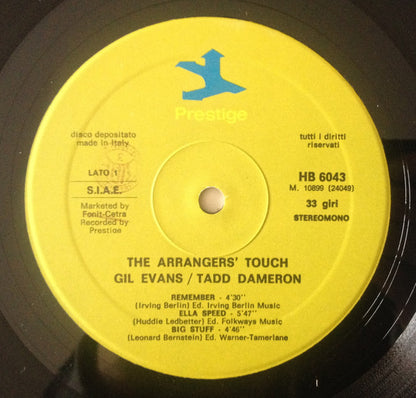 Prestige
disco depositato
made in Italy
tutti i diritti
riservati
LATO 1
S.I.A.E.
Marketed by
Fonit-Cetra
Recorded by
Prestige
HB 6043
M. 10899 (24049)
33 giri
STEREOMONO
THE ARRANGERS' TOUCH
GIL EVANS / TADD DAMERON
REMEMBER - 4'30''
(Irving Berlin) Ed. Irving Berlin Music
ELLA SPEED - 5'47''
(Huddie Ledbetter) Ed. Folkways Music
BIG STUFF - 4'46''
(Leonard Bernstein) Ed. Warner-Tamerlane